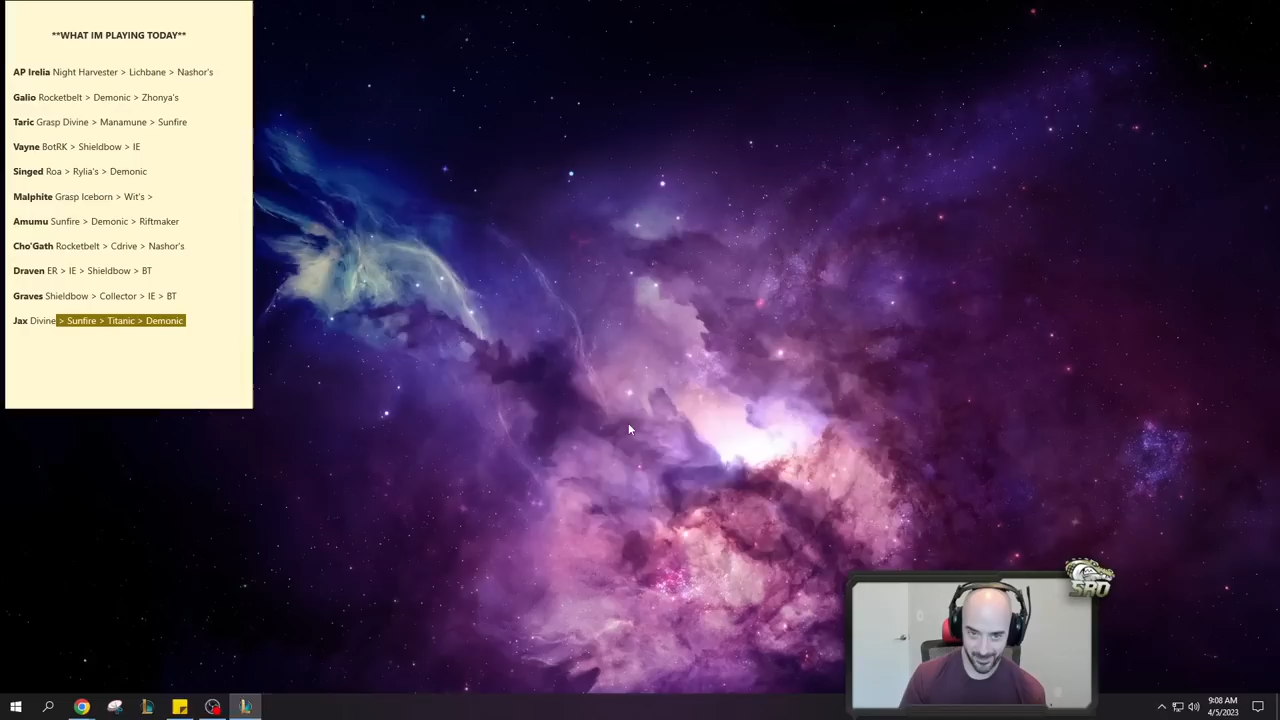 **WHAT IM PLAYING TODAY**
AP Irelia Night Harvester > Lichbane > Nashor's
Galio Rocketbelt > Demonic > Zhonya's
Taric Grasp Divine > Manamune > Sunfire
Vayne BotRK > Shieldbow > IE
Singed Roa > Rylia's > Demonic
Malphite Grasp Iceborn > Wit's >
Amumu Sunfire > Demonic > Riftmaker
Cho'Gath Rocketbelt > Cdrive > Nashor's
Draven ER > IE > Shieldbow > BT
Graves Shieldbow > Collector > IE > BT
Jax Divine > Sunfire > Titanic > Demonic
SRO
9:08 AM
4/5/2023